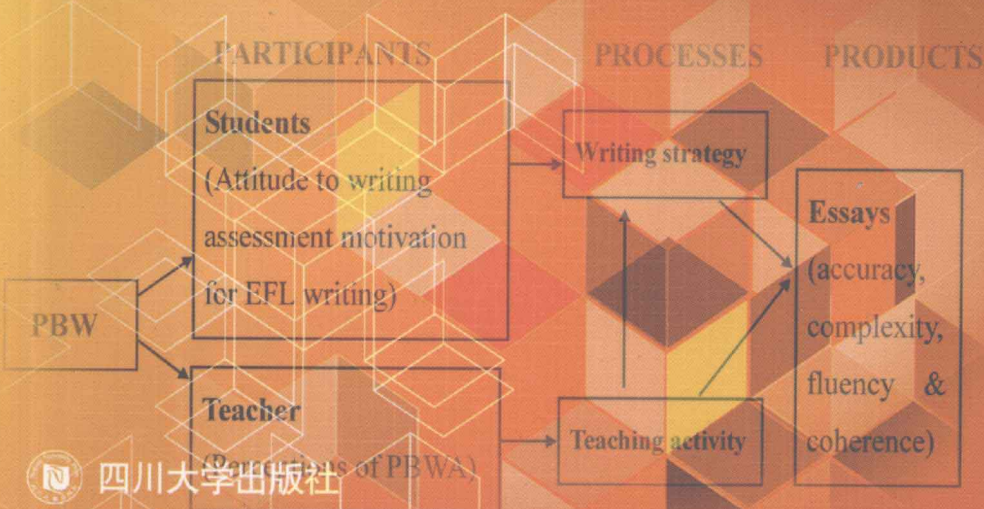 PARTICIPANTS
PROCESSES
PRODUCTS
Students
(Attitude to writing
assessment motivation
for EFL writing)
Writing strategy
Essays
(accuracy,
complexity,
fluency &
coherence)
PBW
Teacher
(Perceptions of PBWA)
Teaching activity
四川大学出版社